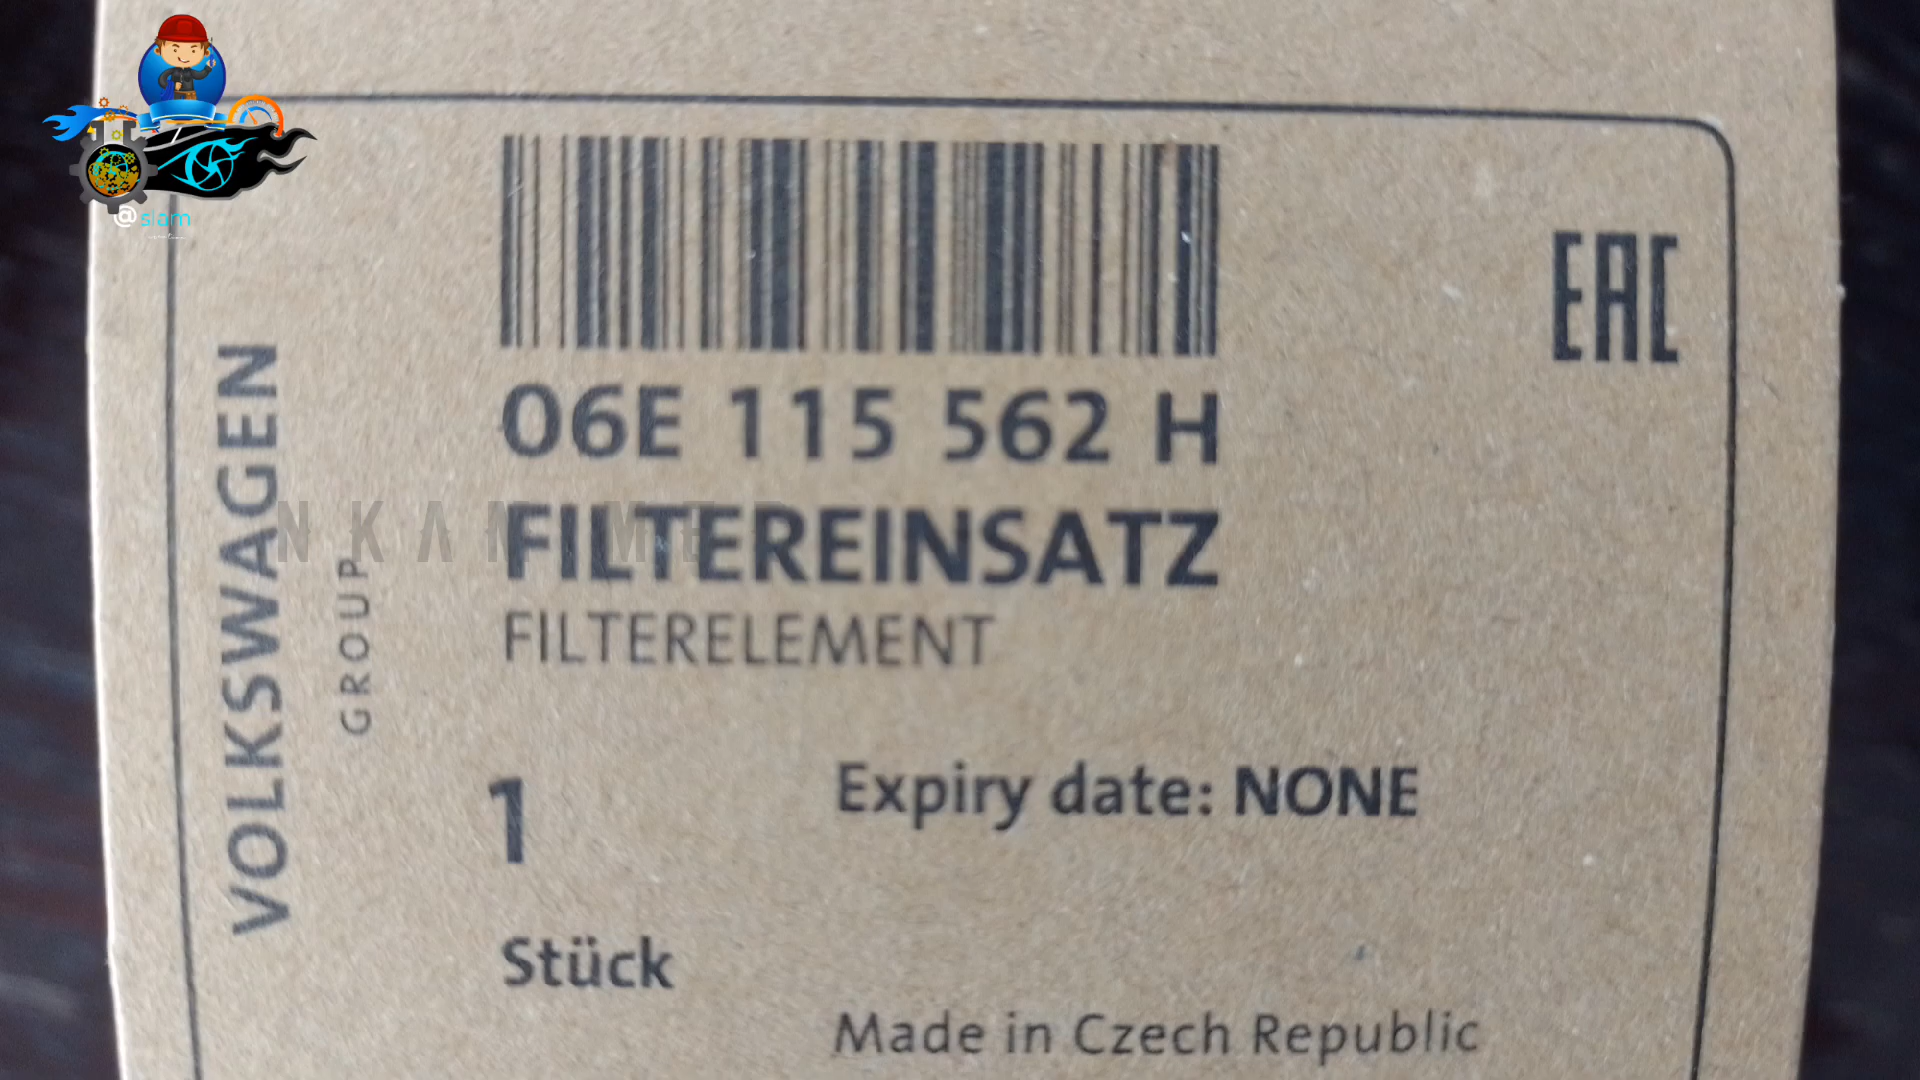 @siam
VOLKSWAGEN
GROUP
EAC
06E 115 562 H
FILTEREINSATZ
FILTERELEMENT
1
Expiry date: NONE
Stück
Made in Czech Republic